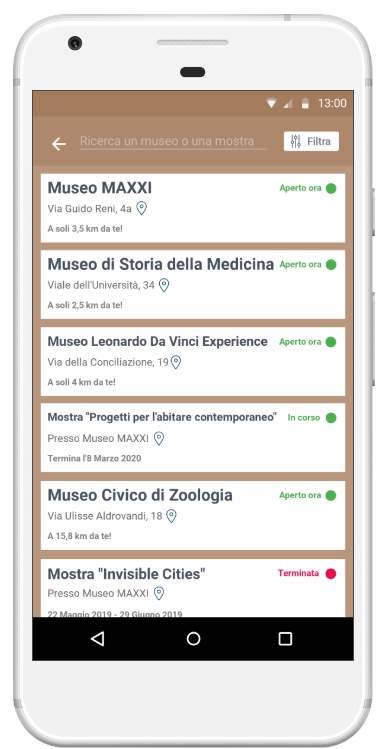 13:00
Ricerca un museo o una mostra
Filtra
Museo MAXXI
Aperto ora
Via Guido Reni, 4a
A soli 3,5 km da te!
Museo di Storia della Medicina
Aperto ora
Viale dell'Università, 34
A soli 2,5 km da te!
Museo Leonardo Da Vinci Experience
Aperto ora
Via della Conciliazione, 19
A soli 4 km da te!
Mostra "Progetti per l'abitare contemporaneo"
In corso
Presso Museo MAXXI
Termina l'8 Marzo 2020
Museo Civico di Zoologia
Aperto ora
Via Ulisse Aldrovandi, 18
A 15,8 km da te!
Mostra "Invisible Cities"
Terminata
Presso Museo MAXXI
22 Maggio 2019 - 29 Giugno 2019